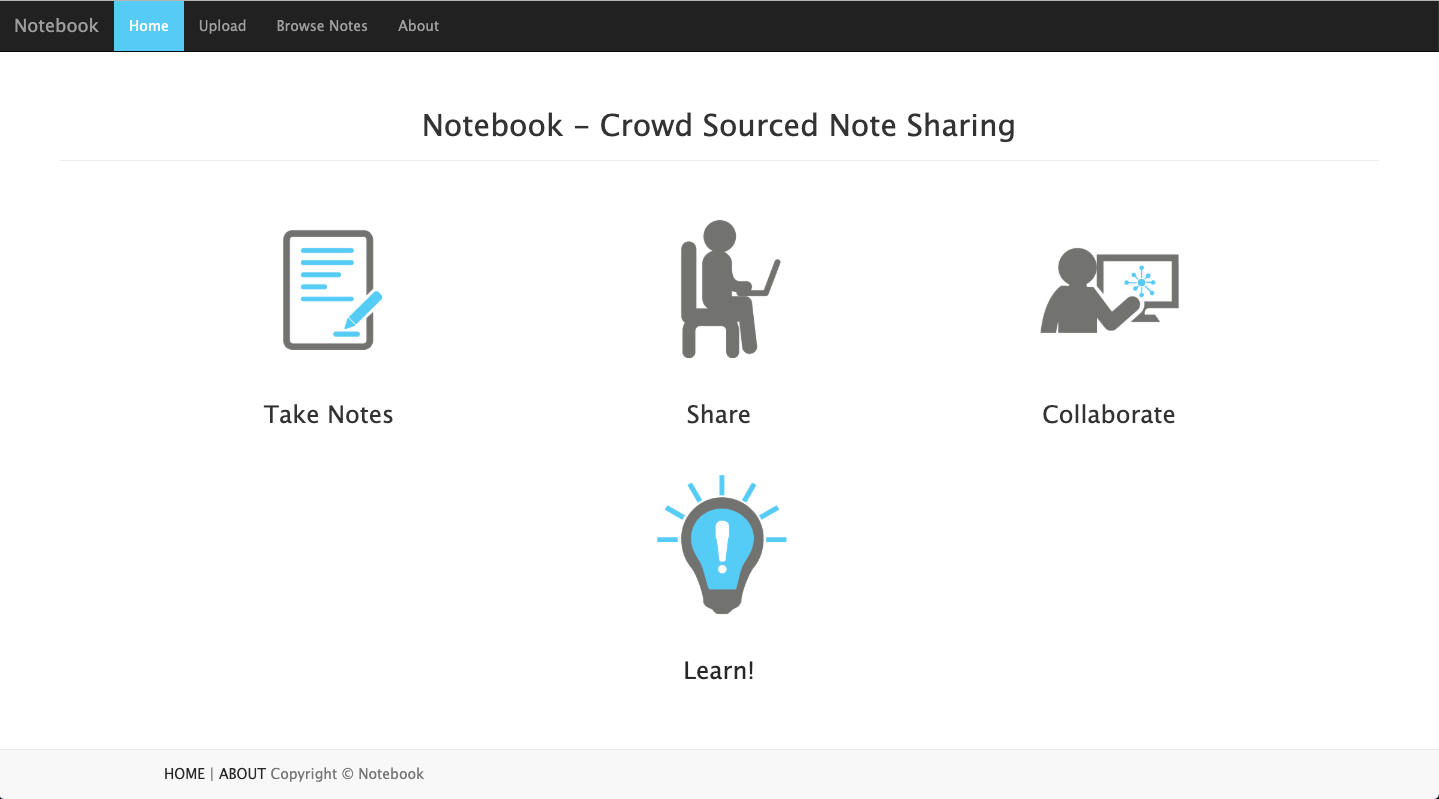 Notebook Home Upload Browse Notes About
Notebook – Crowd Sourced Note Sharing
Take Notes Share Collaborate
Learn!
HOME | ABOUT Copyright © Notebook